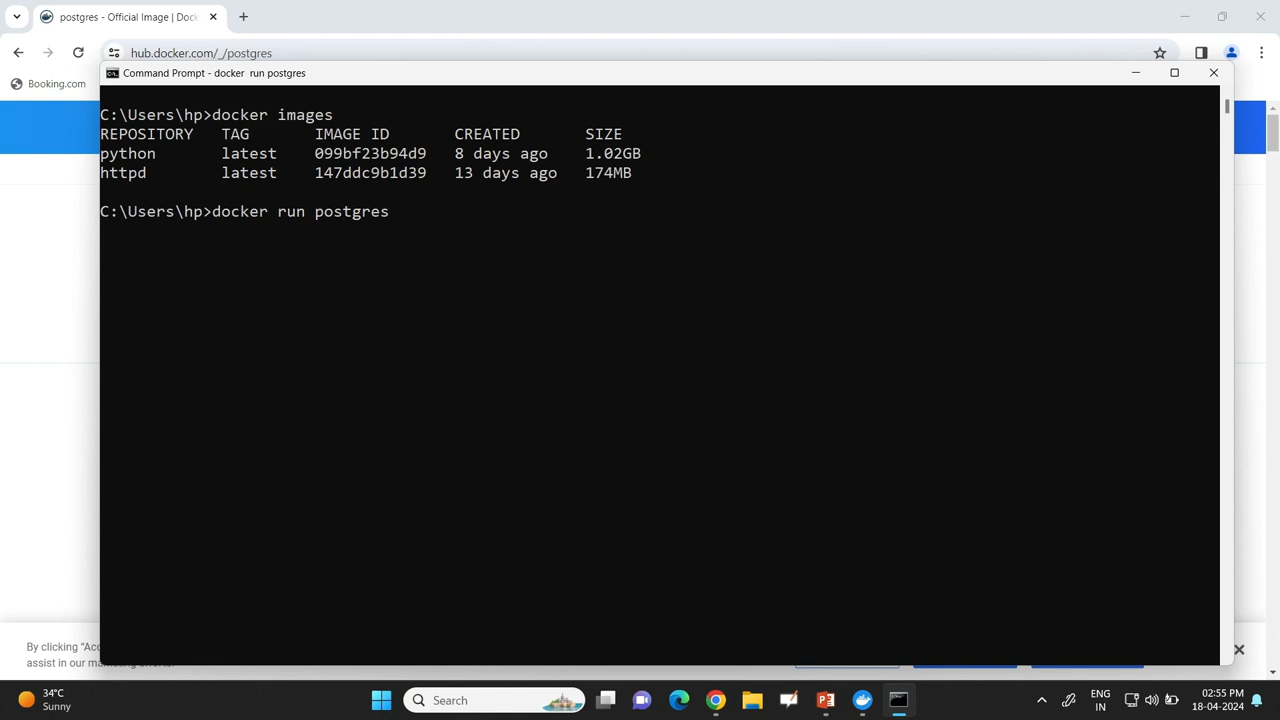 postgres - Official Image | Dock
hub.docker.com/_/postgres
Booking.com
Command Prompt - docker  run postgres
C:\Users\hp>docker images
REPOSITORY   TAG       IMAGE ID       CREATED       SIZE
python       latest    099bf23b94d9   8 days ago    1.02GB
httpd        latest    147ddc9b1d39   13 days ago   174MB
C:\Users\hp>docker run postgres
By clicking “Acc
assist in our marketing efforts.
34°C
Sunny
Search
ENG
IN
02:55 PM
18-04-2024